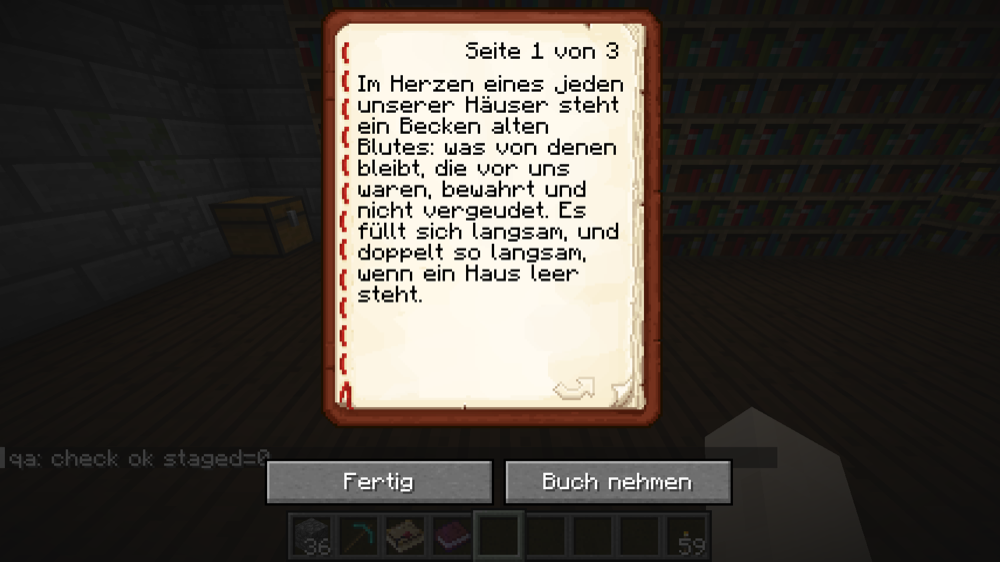 Seite 1 von 3
Im Herzen eines jeden
unserer Häuser steht
ein Becken alten
Blutes: was von denen
bleibt, die vor uns
waren, bewahrt und
nicht vergeudet. Es
füllt sich langsam, und
doppelt so langsam,
wenn ein Haus leer
steht.
qa: check ok staged=0
Fertig
Buch nehmen
36
59